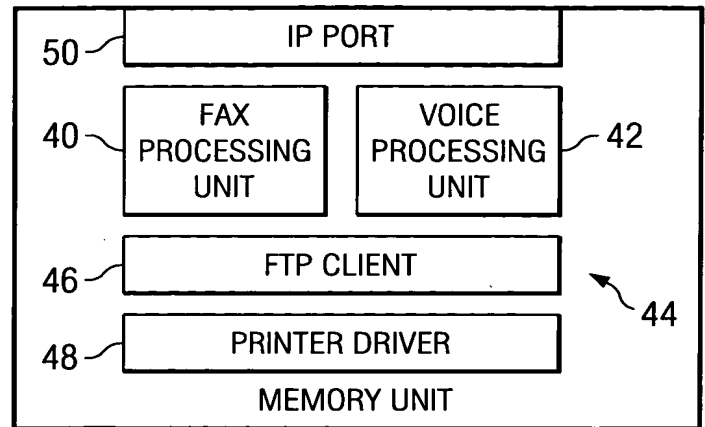 50
IP PORT
40
FAX
PROCESSING
UNIT
VOICE
PROCESSING
UNIT
42
46
FTP CLIENT
44
48
PRINTER DRIVER
MEMORY UNIT